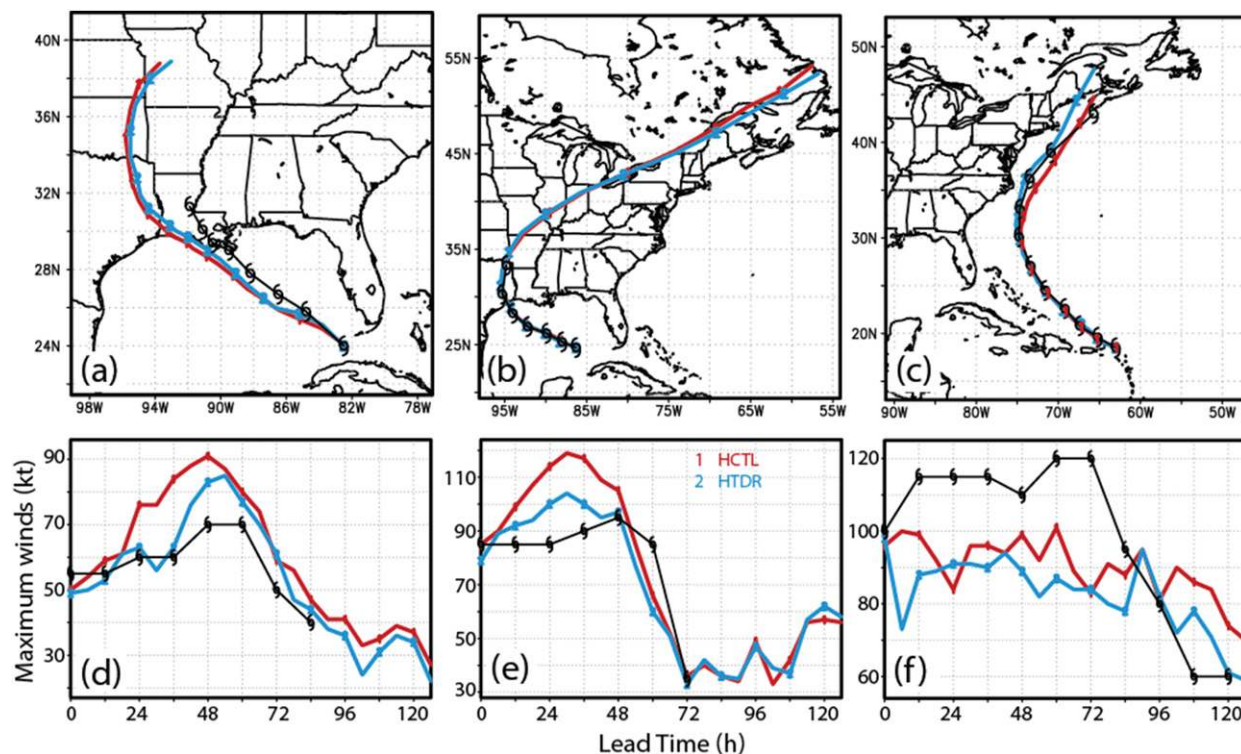 40N
36N
32N
28N
24N
(a)
98W 94W 90W 86W 82W 78W
55N
45N
35N
25N
(b)
95W 85W 75W 65W 55W
50N
40N
30N
20N
(c)
90W 80W 70W 60W 50W
Maximum winds (kt)
90
70
50
30
(d)
0 24 48 72 96 120
110
90
70
50
30
(e)
1 HCTL
2 HTDR
0 24 48 72 96 120
120
100
80
60
(f)
0 24 48 72 96 120
Lead Time (h)